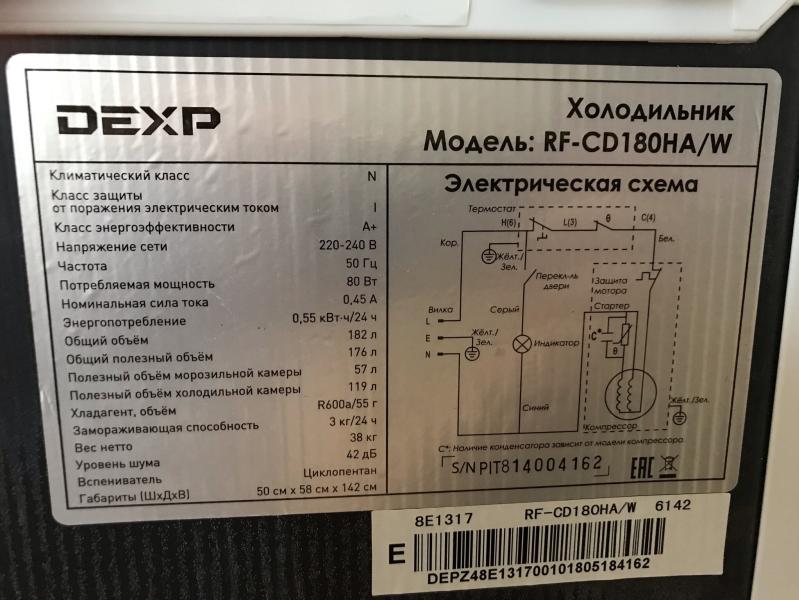 DEXP
Холодильник
Модель: RF-CD180HA/W
Климатический класс N
Класс защиты
от поражения электрическим током I
Класс энергоэффективности A+
Напряжение сети 220-240 В
Частота 50 Гц
Потребляемая мощность 80 Вт
Номинальная сила тока 0,45 А
Энергопотребление 0,55 кВт·ч/24 ч
Общий объём 182 л
Общий полезный объём 176 л
Полезный объём морозильной камеры 57 л
Полезный объём холодильной камеры 119 л
Хладагент, объём R600a/55 г
Замораживающая способность 3 кг/24 ч
Вес нетто 38 кг
Уровень шума 42 дБ
Вспениватель Циклопентан
Габариты (ШхДхВ) 50 см х 58 см х 142 см
Электрическая схема
Термостат
H(6) L(3) θ C(4)
Кор. Бел.
Жёлт./
Зел.
Перекл-ль
двери
Защита
мотора
Вилка Серый Стартер
L
E Жёлт./
Зел.
N
Индикатор
C*
θ
Синий
Компрессор
Жёлт./Зел.
C*: Наличие конденсатора зависит от модели компрессора.
S/N PIT814004162
EAC
8E1317 RF-CD180HA/W 6142
E
DEPZ48E131700101805184162